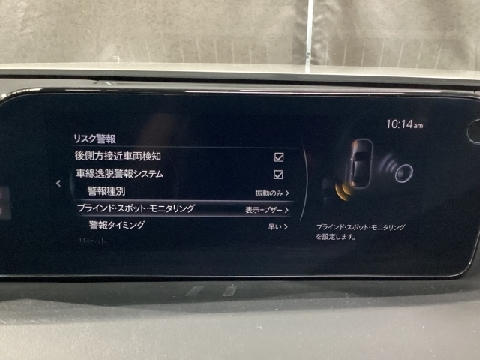 10:14am
リスク警報
後側方接近車両検知
車線逸脱警報システム
警報種別 振動のみ
ブラインド・スポット・モニタリング 表示+ブザー
警報タイミング 早い
ブラインド・スポット・モニタリング
を設定します。